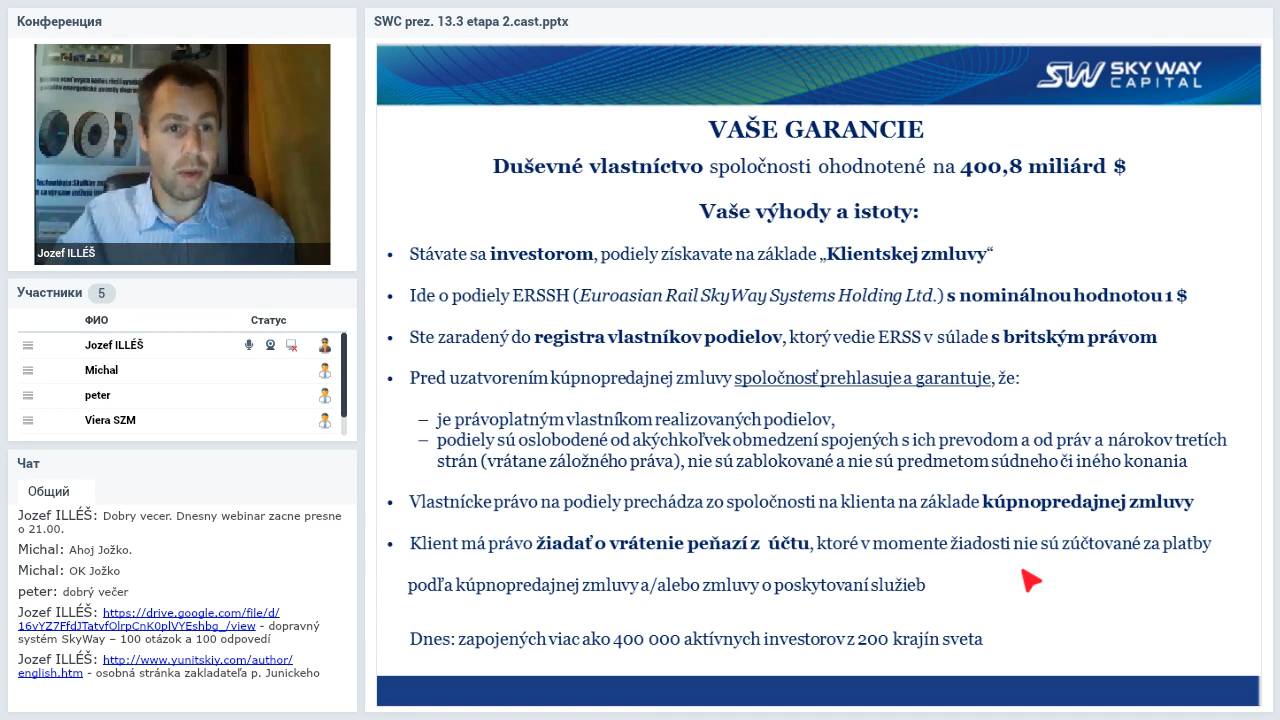 Конференция
Jozef ILLÉŠ
Участники 5
ФИО Статус
Jozef ILLÉŠ
Michal
peter
Viera SZM
Чат
Общий
Jozef ILLÉŠ: Dobry vecer. Dnesny webinar zacne presne
o 21.00.
Michal: Ahoj Jožko.
Michal: OK Jožko
peter: dobrý večer
Jozef ILLÉŠ: https://drive.google.com/file/d/
- dopravný
systém SkyWay – 100 otázok a 100 odpovedí
Jozef ILLÉŠ: http://www.yunitskiy.com/author/
english.htm - osobná stránka zakladateľa p. Junickeho
SWC prez. 13.3 etapa 2.cast.pptx
SW SKY WAY
CAPITAL
VAŠE GARANCIE
Duševné vlastníctvo spoločnosti ohodnotené na 400,8 miliárd $
Vaše výhody a istoty:
• Stávate sa investorom, podiely získavate na základe „Klientskej zmluvy“
• Ide o podiely ERSSH (Euroasian Rail SkyWay Systems Holding Ltd.) s nominálnou hodnotou 1 $
• Ste zaradený do registra vlastníkov podielov, ktorý vedie ERSS v súlade s britským právom
• Pred uzatvorením kúpnopredajnej zmluvy spoločnosť prehlasuje a garantuje, že:
– je právoplatným vlastníkom realizovaných podielov,
– podiely sú oslobodené od akýchkoľvek obmedzení spojených s ich prevodom a od práv a nárokov tretích
strán (vrátane záložného práva), nie sú zablokované a nie sú predmetom súdneho či iného konania
• Vlastnícke právo na podiely prechádza zo spoločnosti na klienta na základe kúpnopredajnej zmluvy
• Klient má právo žiadať o vrátenie peňazí z účtu, ktoré v momente žiadosti nie sú zúčtované za platby
podľa kúpnopredajnej zmluvy a/alebo zmluvy o poskytovaní služieb
Dnes: zapojených viac ako 400 000 aktívnych investorov z 200 krajín sveta